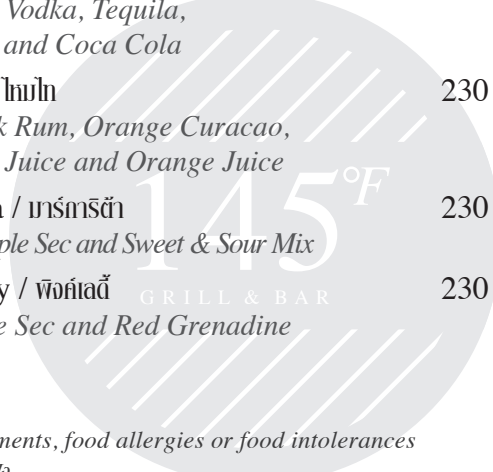 Vodka, Tequila,
and Coca Cola
ไหมไท 230
Rum, Orange Curacao,
Juice and Orange Juice
/ มาร์การิต้า 230
Sec and Sweet & Sour Mix
/ พิงค์เลดี้ 230
Sec and Red Grenadine
145°F
GRILL & BAR
food allergies or food intolerances